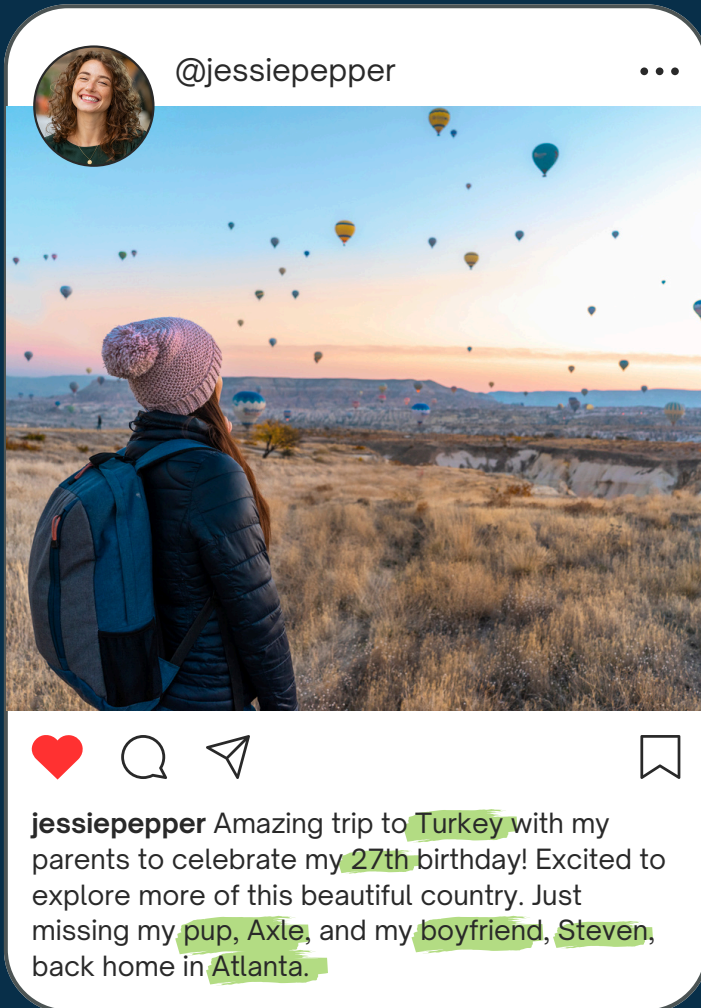 @jessiepepper
jessiepepper Amazing trip to Turkey with my
parents to celebrate my 27th birthday! Excited to
explore more of this beautiful country. Just
missing my pup, Axle, and my boyfriend, Steven,
back home in Atlanta.